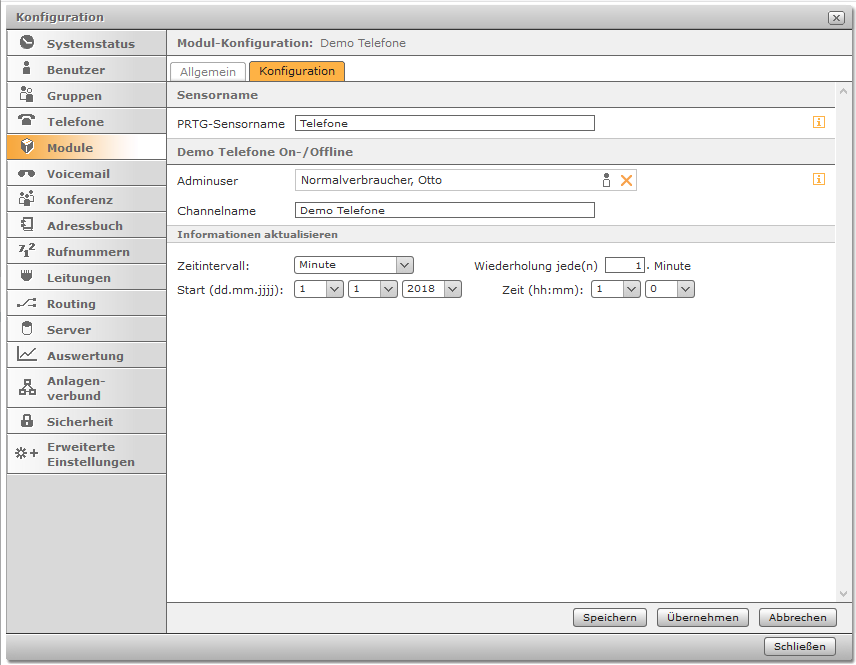 Konfiguration
Systemstatus
Benutzer
Gruppen
Telefone
Module
Voicemail
Konferenz
Adressbuch
Rufnummern
Leitungen
Routing
Server
Auswertung
Anlagen-
verbund
Sicherheit
Erweiterte
Einstellungen
Modul-Konfiguration: Demo Telefone
Allgemein Konfiguration
Sensorname
PRTG-Sensorname Telefone
Demo Telefone On-/Offline
Adminuser Normalverbraucher, Otto
Channelname Demo Telefone
Informationen aktualisieren
Zeitintervall: Minute Wiederholung jede(n) 1 . Minute
Start (dd.mm.jjjj): 1 1 2018 Zeit (hh:mm): 1 0
Speichern Übernehmen Abbrechen
Schließen